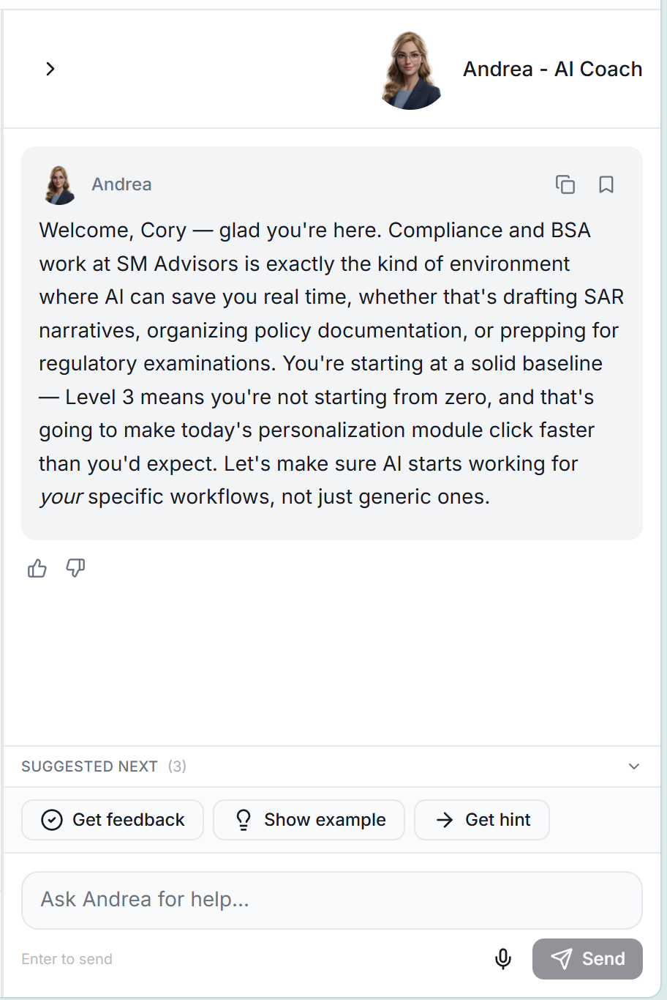 Andrea - AI Coach
Andrea
Welcome, Cory — glad you're here. Compliance and BSA
work at SM Advisors is exactly the kind of environment
where AI can save you real time, whether that's drafting SAR
narratives, organizing policy documentation, or prepping for
regulatory examinations. You're starting at a solid baseline
— Level 3 means you're not starting from zero, and that's
going to make today's personalization module click faster
than you'd expect. Let's make sure AI starts working for
your specific workflows, not just generic ones.
SUGGESTED NEXT (3)
Get feedback Show example Get hint
Ask Andrea for help...
Enter to send Send